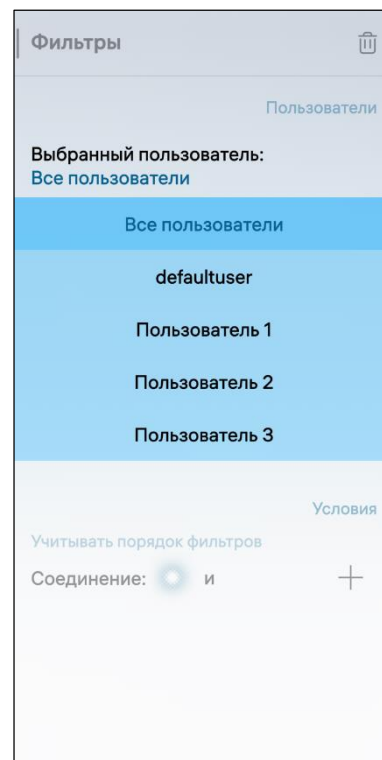 Фильтры
Пользователи
Выбранный пользователь:
Все пользователи
Все пользователи
defaultuser
Пользователь 1
Пользователь 2
Пользователь 3
Условия
Учитывать порядок фильтров
Соединение: и